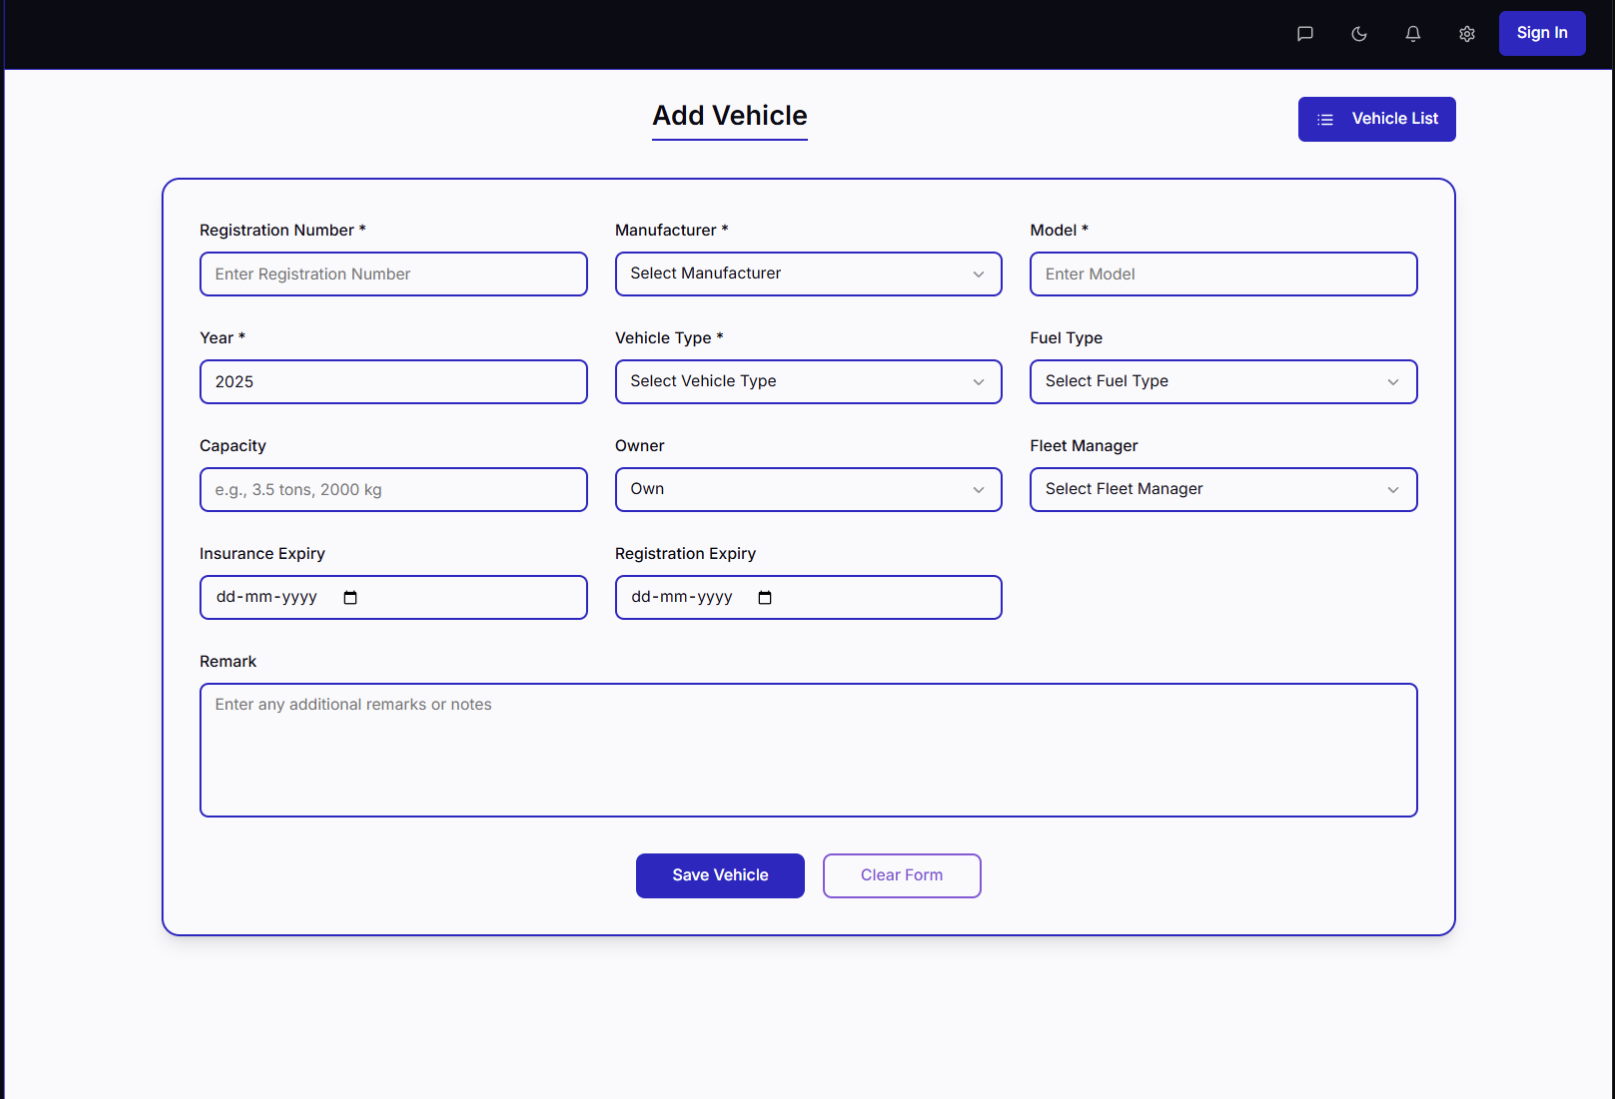 Sign In
Add Vehicle
Vehicle List
Registration Number *
Manufacturer *
Model *
Enter Registration Number
Select Manufacturer
Enter Model
Year *
Vehicle Type *
Fuel Type
2025
Select Vehicle Type
Select Fuel Type
Capacity
Owner
Fleet Manager
e.g., 3.5 tons, 2000 kg
Own
Select Fleet Manager
Insurance Expiry
Registration Expiry
dd-mm-yyyy
dd-mm-yyyy
Remark
Enter any additional remarks or notes
Save Vehicle
Clear Form